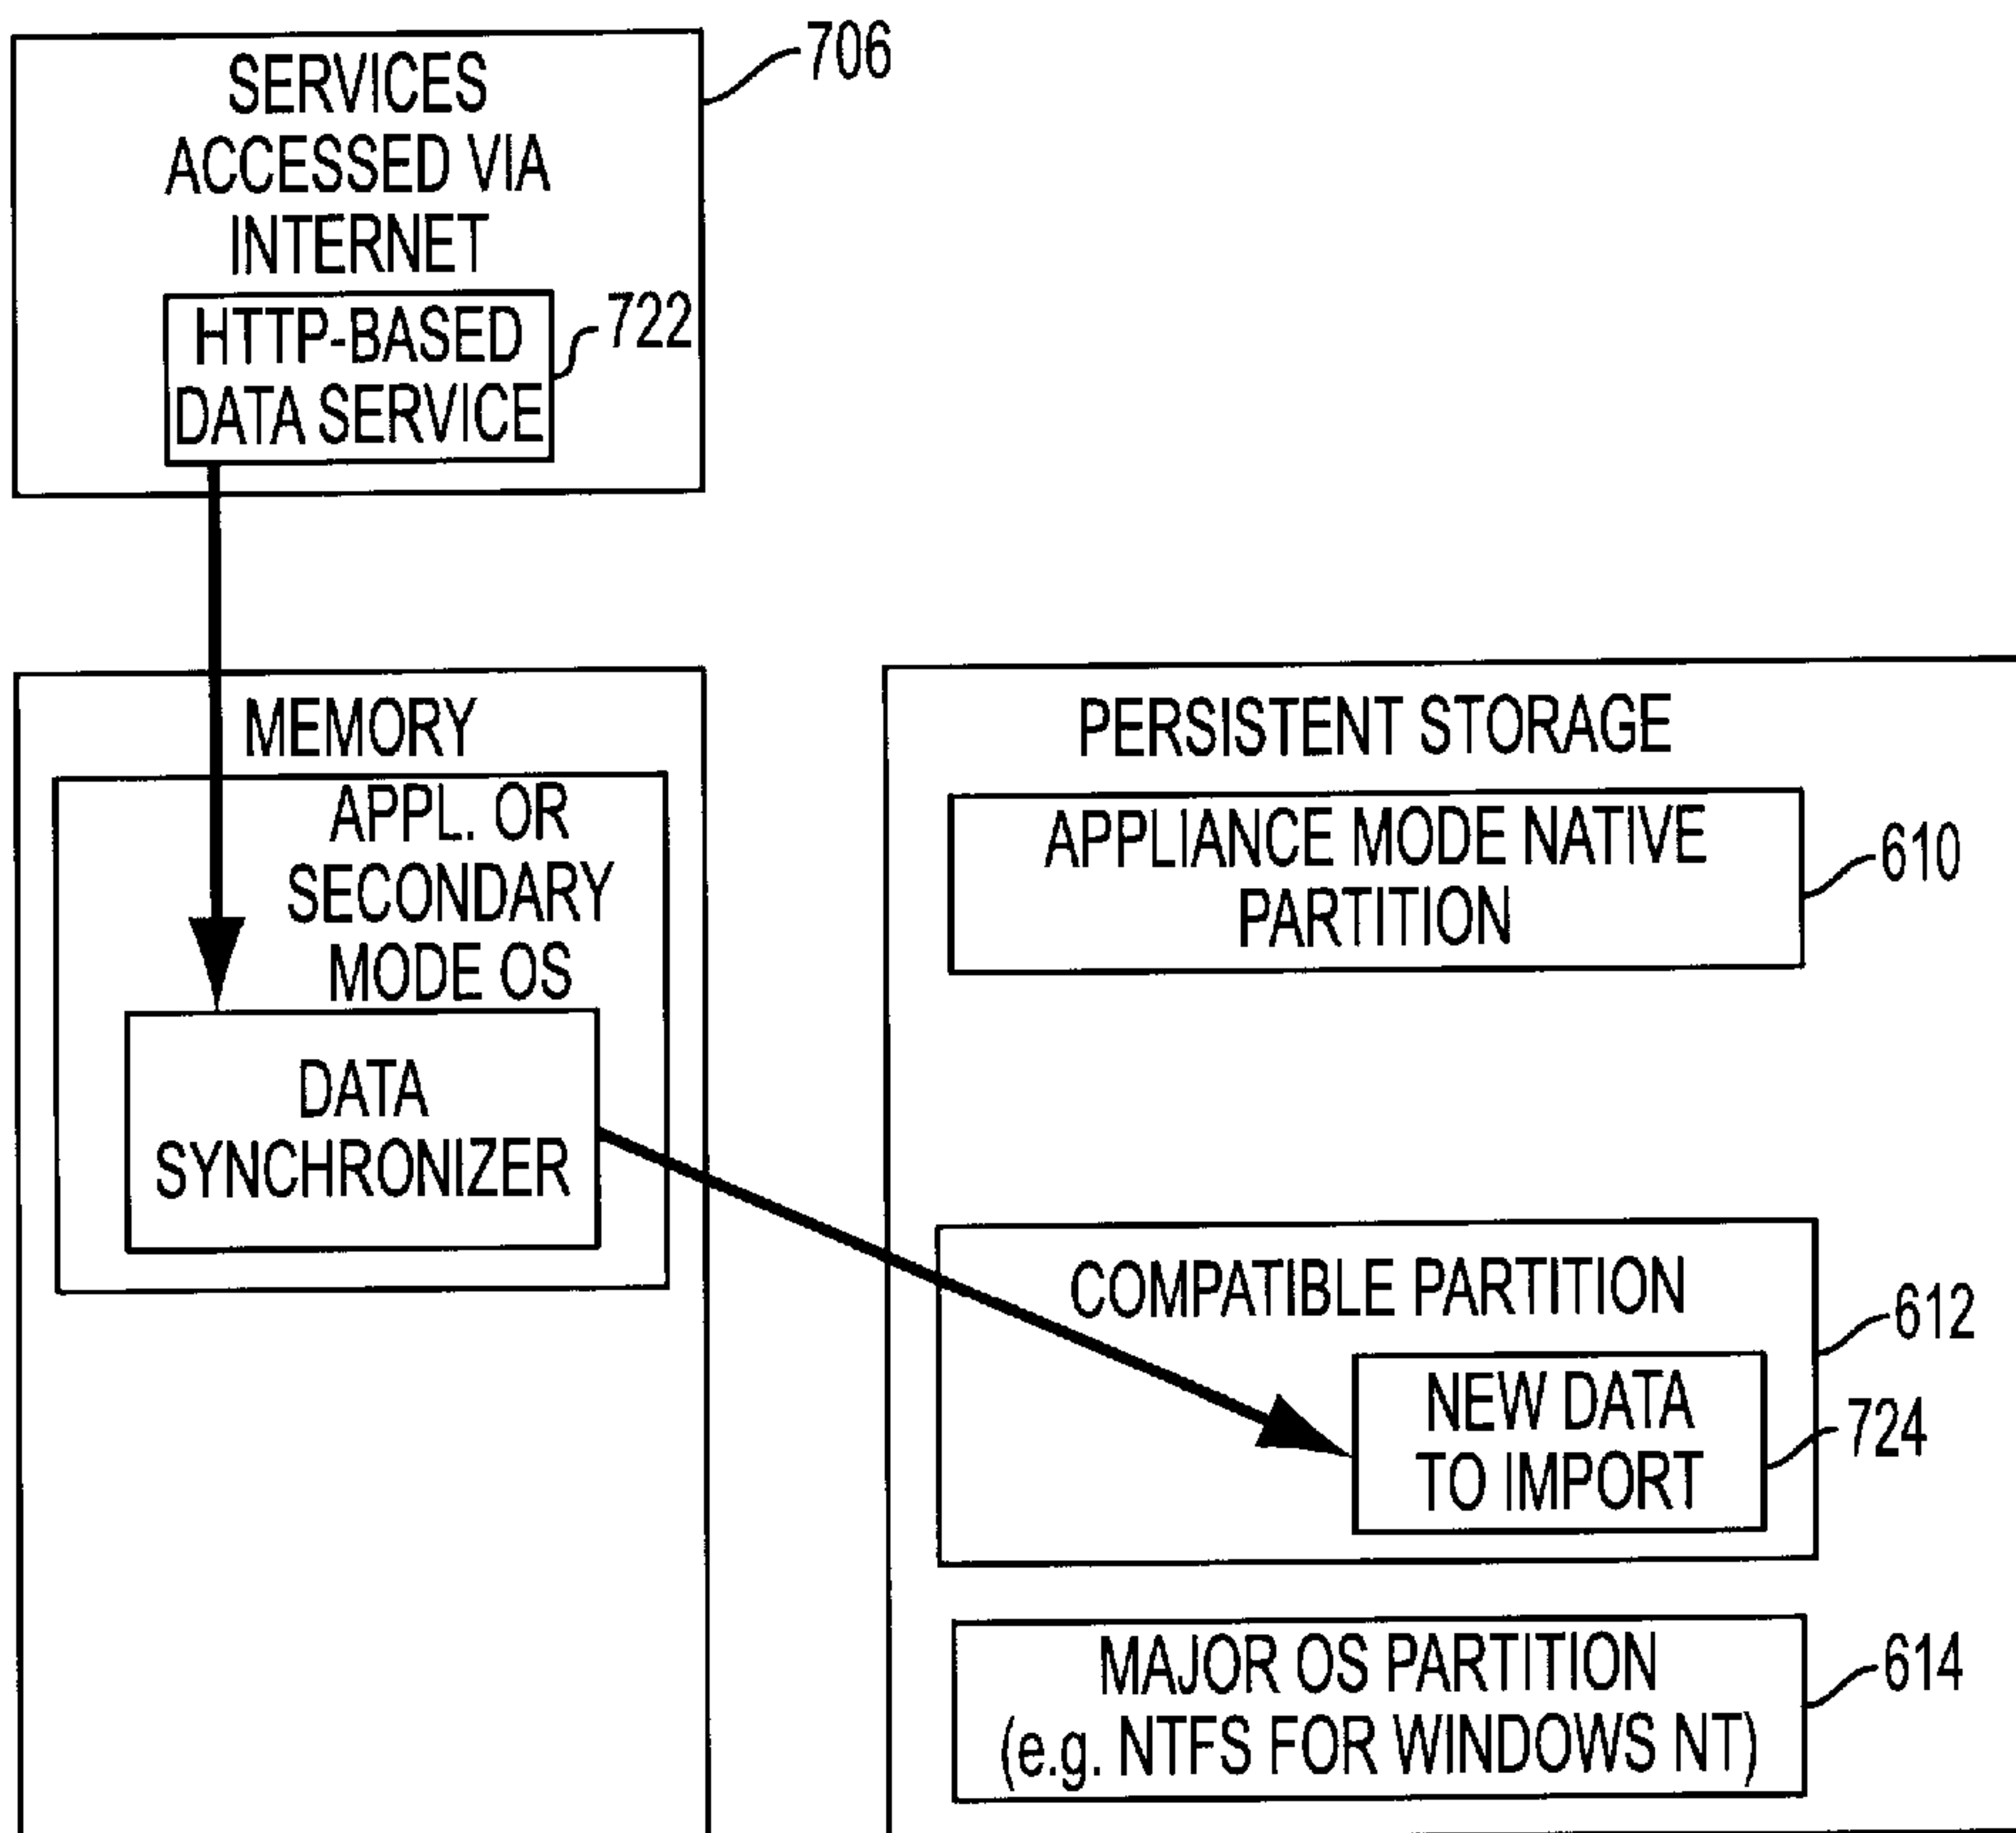 SERVICES
ACCESSED VIA
INTERNET
706
HTTP-BASED
DATA SERVICE
722
MEMORY
APPL. OR
SECONDARY
MODE OS
DATA
SYNCHRONIZER
PERSISTENT STORAGE
APPLIANCE MODE NATIVE
PARTITION
610
COMPATIBLE PARTITION
612
NEW DATA
TO IMPORT
724
MAJOR OS PARTITION
(e.g. NTFS FOR WINDOWS NT)
614